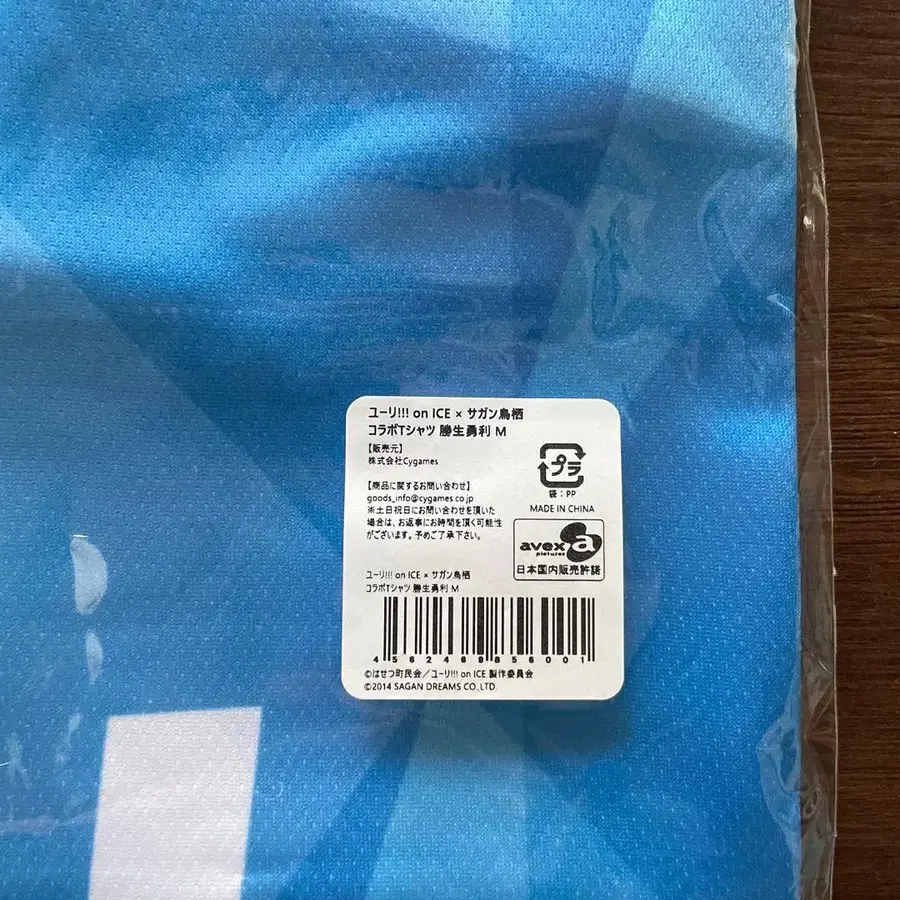 ユーリ!!! on ICE × サガン鳥栖
コラボTシャツ 勝生勇利 M
【販売元】
株式会社Cygames
【商品に関するお問い合わせ】
goods_info@cygames.co.jp
※土日祝日にお問い合わせを頂いた
場合は、お返事にお時間を頂く可能性
がございます。予めご了承下さい。
プラ
袋：PP
MADE IN CHINA
avex a
pictures
日本国内販売許諾
ユーリ!!! on ICE × サガン鳥栖
コラボTシャツ 勝生勇利 M
4562469856001
©はせつ町民会／ユーリ!!! on ICE 製作委員会
©2014 SAGAN DREAMS CO.,LTD.